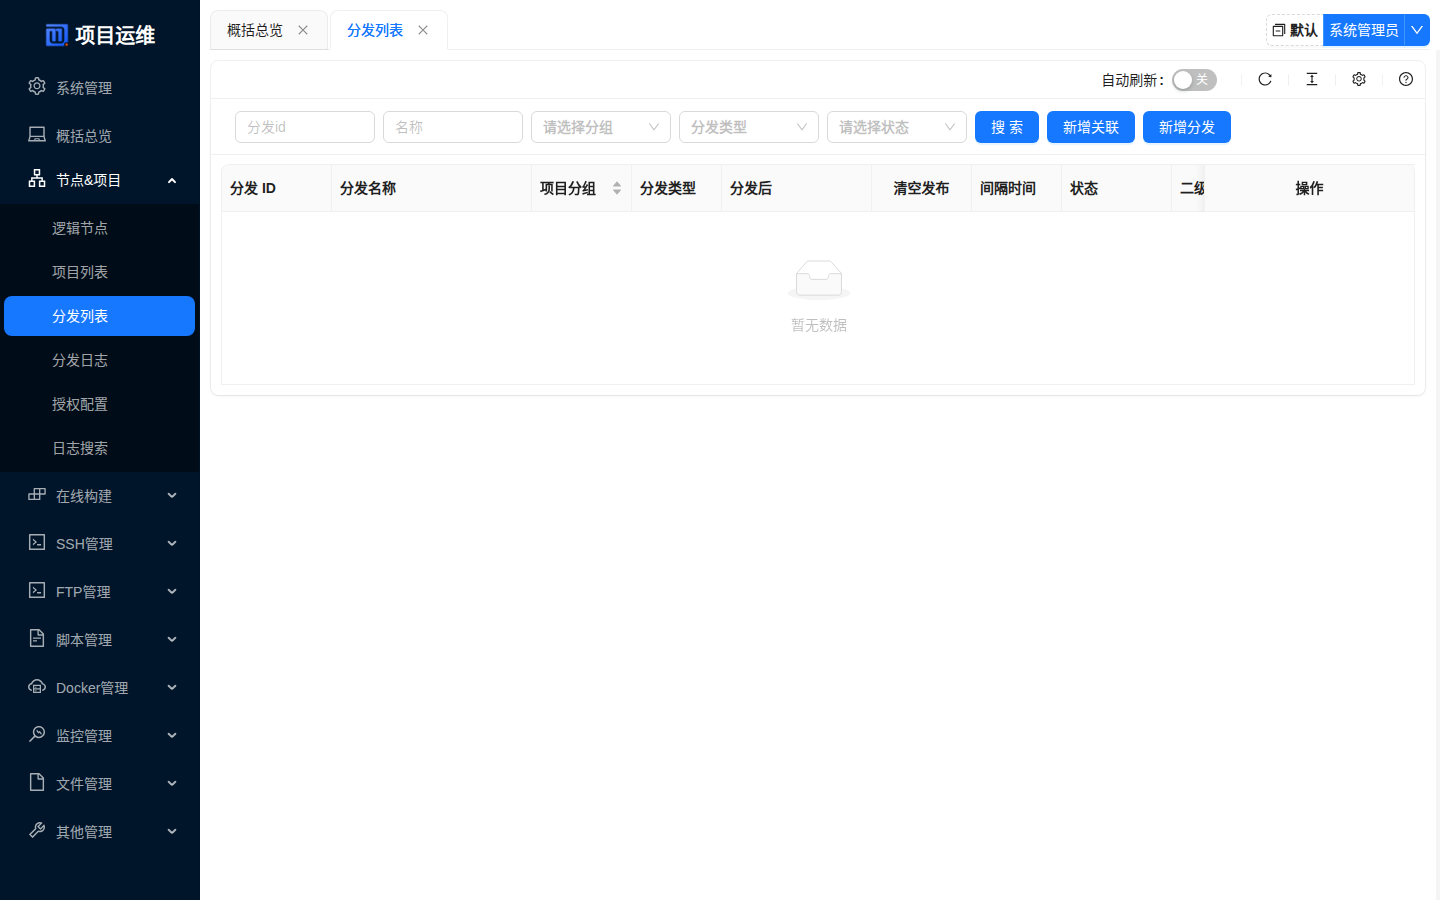 项目运维
系统管理
概括总览
节点&项目
逻辑节点
项目列表
分发列表
分发日志
授权配置
日志搜索
在线构建
SSH管理
FTP管理
脚本管理
Docker管理
监控管理
文件管理
其他管理
概括总览 分发列表 默认 系统管理员
自动刷新： 关
分发id 名称 请选择分组 分发类型 请选择状态 搜 索 新增关联 新增分发
分发 ID 分发名称 项目分组 分发类型 分发后 清空发布 间隔时间 状态 二级 操作
暂无数据